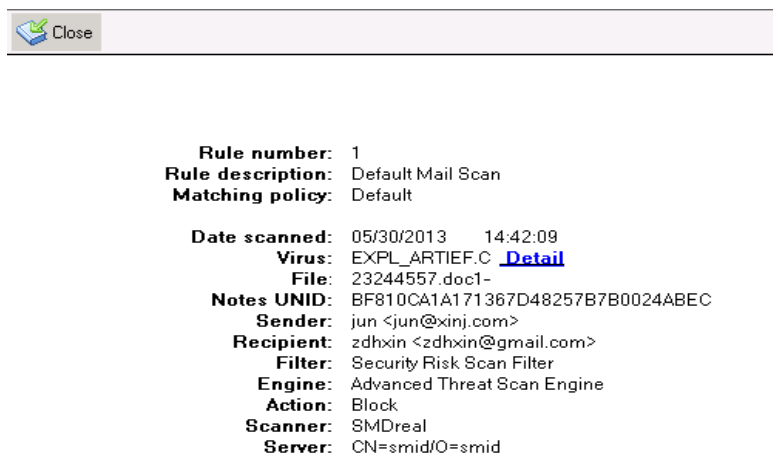 Close
Rule number: 1
Rule description: Default Mail Scan
Matching policy: Default
Date scanned: 05/30/2013 14:42:09
Virus: EXPL_ARTIEF.C Detail
File: 23244557.doc1-
Notes UNID: BF810CA1A171367D48257B7B0024ABEC
Sender: jun <jun@xinj.com>
Recipient: zdhxin <zdhxin@gmail.com>
Filter: Security Risk Scan Filter
Engine: Advanced Threat Scan Engine
Action: Block
Scanner: SMDreal
Server: CN=smid/O=smid